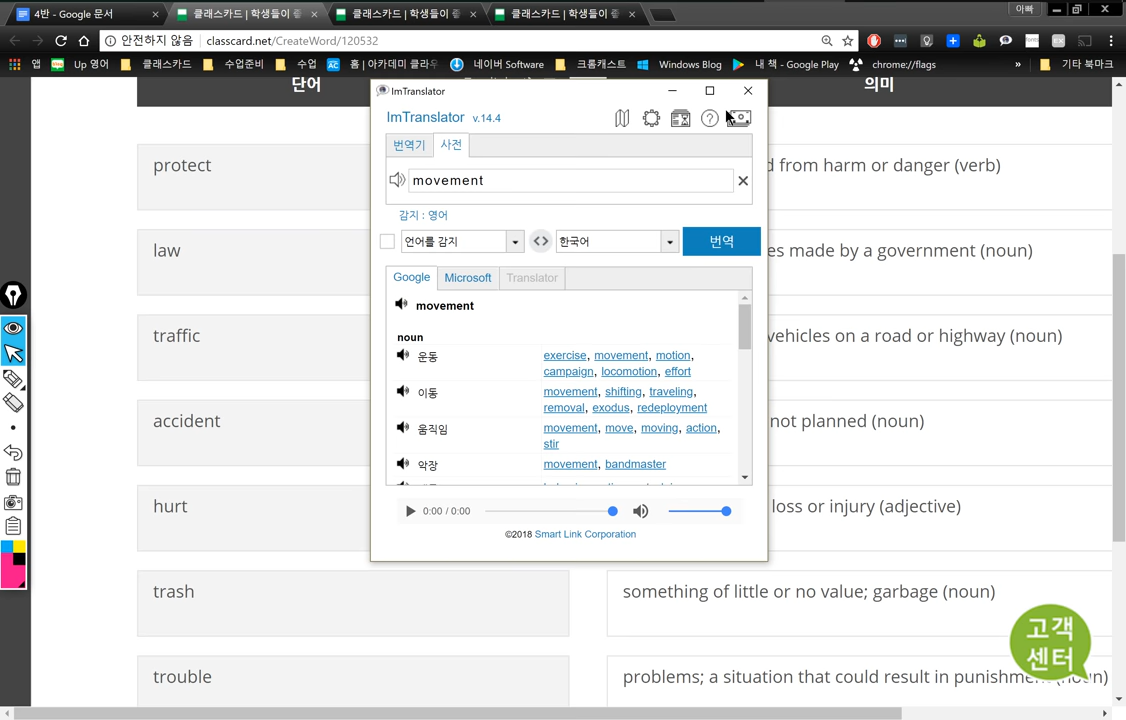 4반 - Google 문서
클래스카드 | 학생들이 좋
클래스카드 | 학생들이 좋
클래스카드 | 학생들이 좋
아빠
안전하지 않음 classcard.net/CreateWord/120532
앱 Up 영어 클래스카드 수업준비 수업 홈 | 아카데미 클라우 네이버 Software 크롬캐스트 Windows Blog 내 책 - Google Play chrome://flags » 기타 북마크
단어
의미
protect
d from harm or danger (verb)
law
es made by a government (noun)
traffic
vehicles on a road or highway (noun)
accident
not planned (noun)
hurt
loss or injury (adjective)
trash
something of little or no value; garbage (noun)
trouble
problems; a situation that could result in punishment (noun)
고객
센터
ImTranslator
ImTranslator v.14.4
번역기 사전
movement
감지 : 영어
언어를 감지 한국어 번역
Google Microsoft Translator
movement
noun
운동 exercise, movement, motion,
campaign, locomotion, effort
이동 movement, shifting, traveling,
removal, exodus, redeployment
움직임 movement, move, moving, action,
stir
악장 movement, bandmaster
0:00 / 0:00
©2018 Smart Link Corporation